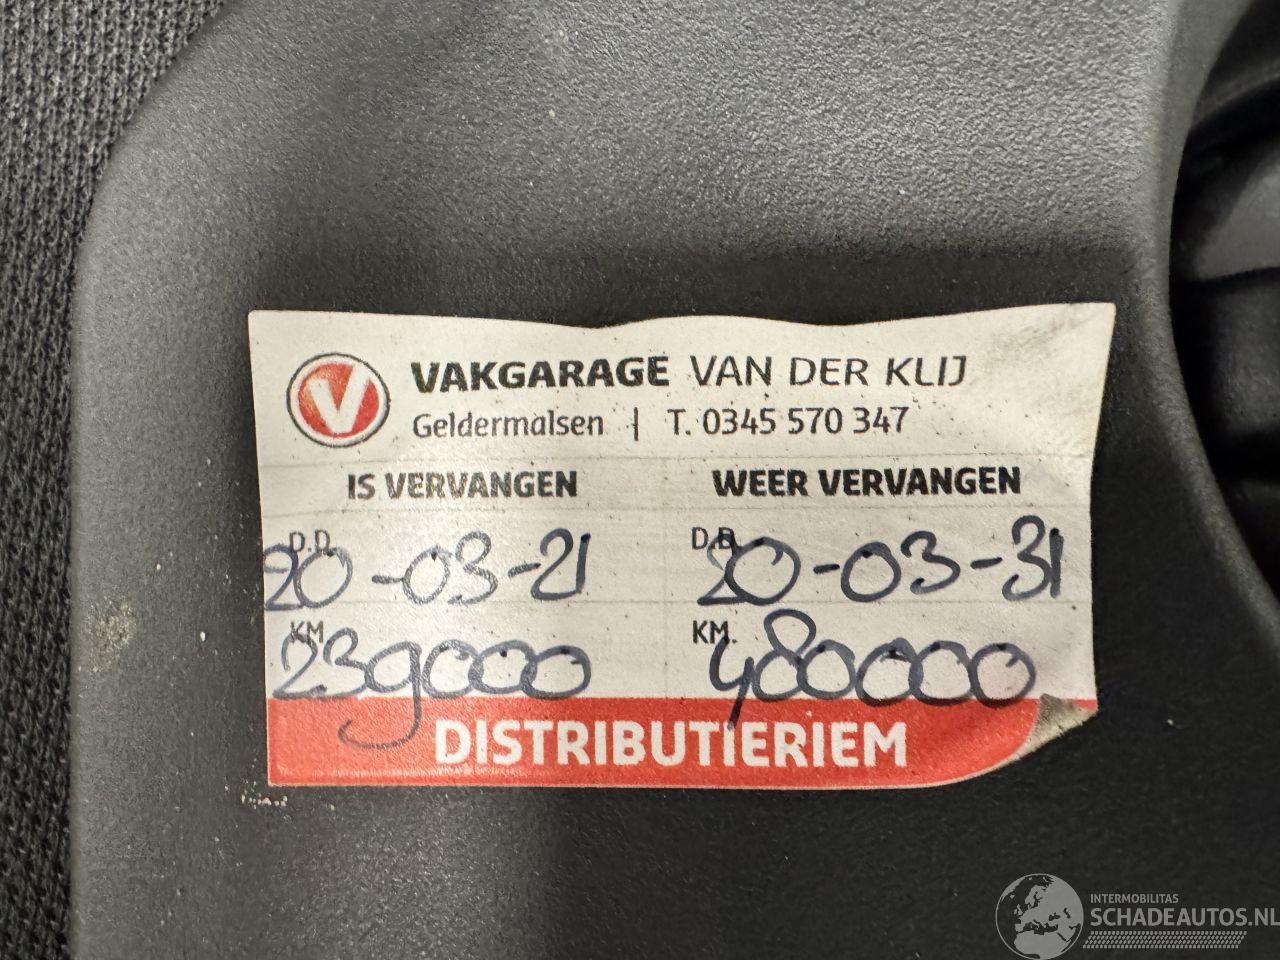 V VAKGARAGE VAN DER KLIJ
Geldermalsen | T. 0345 570 347
IS VERVANGEN WEER VERVANGEN
D.D. 20-03-21 D.D. 20-03-31
KM 239000 KM. 480000
DISTRIBUTIERIEM
INTERMOBILITAS
SCHADEAUTOS.NL